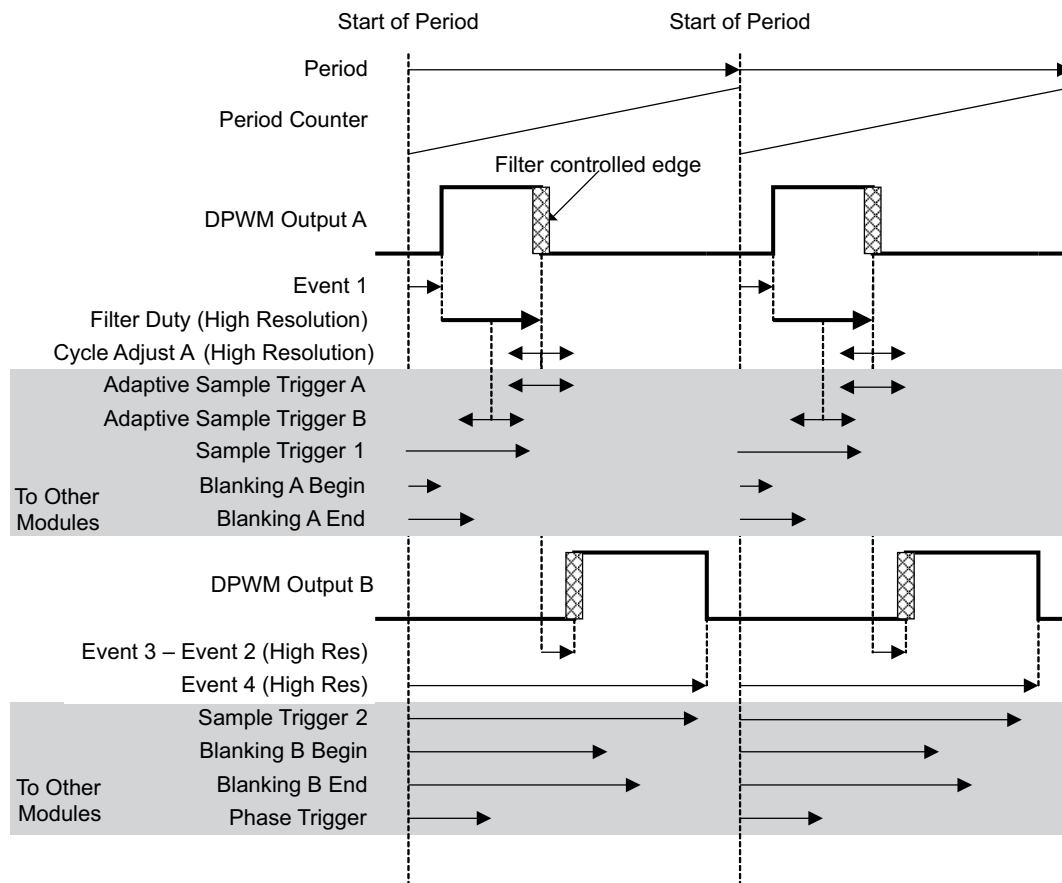 Start of Period
Start of Period
Period
Period Counter
Filter controlled edge
DPWM Output A
Event 1
Filter Duty (High Resolution)
Cycle Adjust A (High Resolution)
Adaptive Sample Trigger A
Adaptive Sample Trigger B
Sample Trigger 1
Blanking A Begin
To Other
Modules
Blanking A End
DPWM Output B
Event 3 – Event 2 (High Res)
Event 4 (High Res)
Sample Trigger 2
Blanking B Begin
To Other
Modules
Blanking B End
Phase Trigger